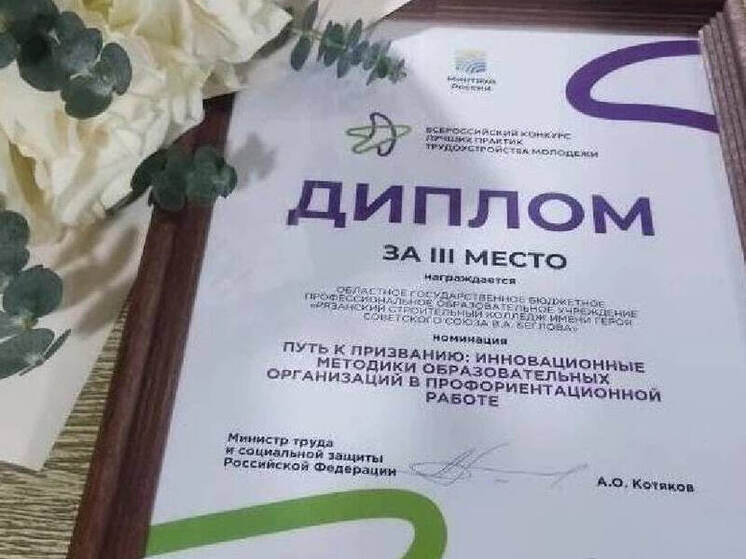 Минтруд
России
ВСЕРОССИЙСКИЙ КОНКУРС
ЛУЧШИХ ПРАКТИК
ТРУДОУСТРОЙСТВА МОЛОДЕЖИ
ДИПЛОМ
ЗА III МЕСТО
награждается
ОБЛАСТНОЕ ГОСУДАРСТВЕННОЕ БЮДЖЕТНОЕ
ПРОФЕССИОНАЛЬНОЕ ОБРАЗОВАТЕЛЬНОЕ УЧРЕЖДЕНИЕ
«РЯЗАНСКИЙ СТРОИТЕЛЬНЫЙ КОЛЛЕДЖ ИМЕНИ ГЕРОЯ
СОВЕТСКОГО СОЮЗА В.А. БЕГЛОВА»
номинация
ПУТЬ К ПРИЗВАНИЮ: ИННОВАЦИОННЫЕ
МЕТОДИКИ ОБРАЗОВАТЕЛЬНЫХ
ОРГАНИЗАЦИЙ В ПРОФОРИЕНТАЦИОННОЙ
РАБОТЕ
Министр труда
и социальной защиты
Российской Федерации
А.О. Котяков